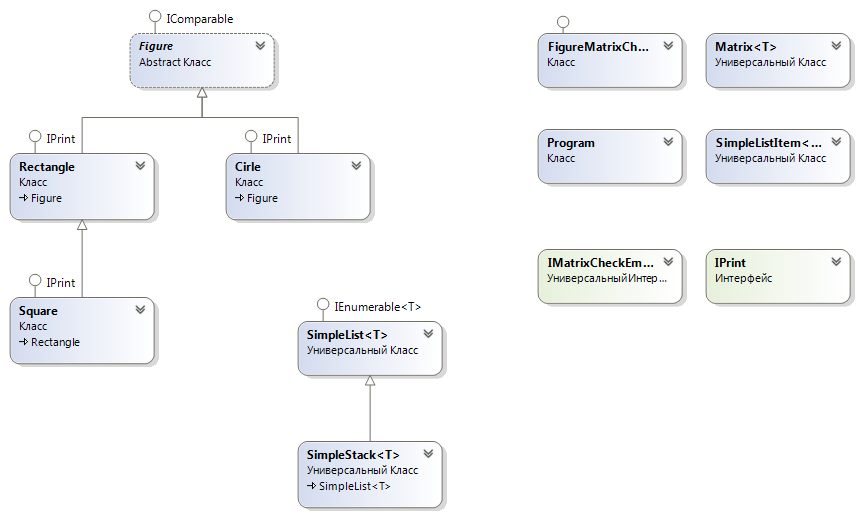 IComparable
Figure
Abstract Класс
IPrint
Rectangle
Класс
Figure
IPrint
Cirle
Класс
Figure
IPrint
Square
Класс
Rectangle
IEnumerable<T>
SimpleList<T>
Универсальный Класс
SimpleStack<T>
Универсальный Класс
SimpleList<T>
FigureMatrixCh...
Класс
Matrix<T>
Универсальный Класс
Program
Класс
SimpleListItem<...
Универсальный Класс
IMatrixCheckEm...
УниверсальныйИнтер...
IPrint
Интерфейс